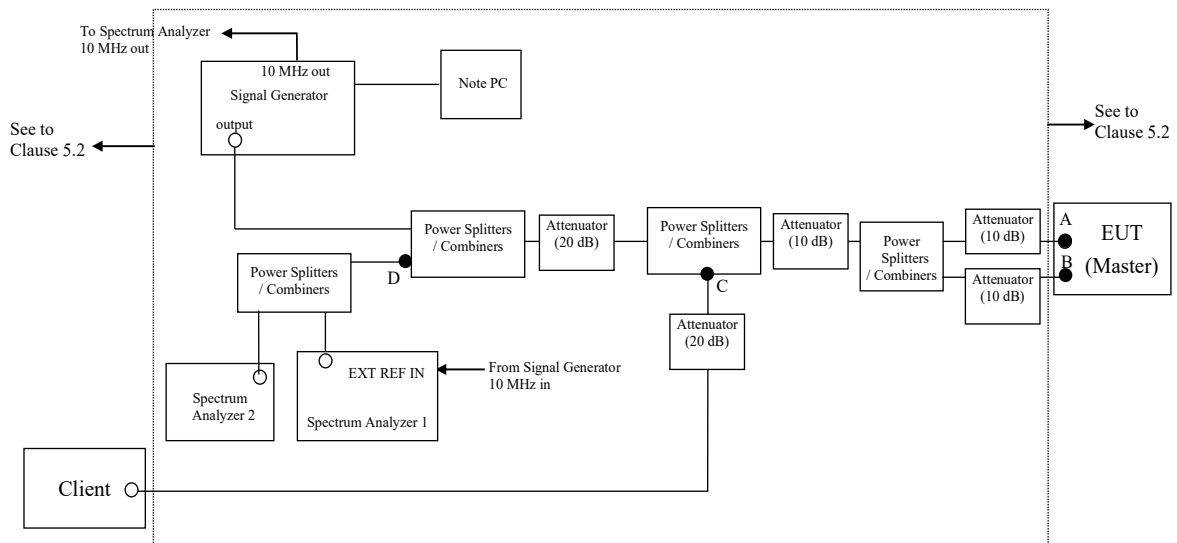 To Spectrum Analyzer
10 MHz out
10 MHz out
Signal Generator
output
Note PC
See to
Clause 5.2
See to
Clause 5.2
Power Splitters
/ Combiners
Attenuator
(20 dB)
Power Splitters
/ Combiners
Attenuator
(10 dB)
Power
Splitters
/ Combiners
Attenuator
(10 dB)
Attenuator
(10 dB)
A
B
EUT
(Master)
Power Splitters
/ Combiners
D
C
Attenuator
(20 dB)
Spectrum
Analyzer 2
EXT REF IN
Spectrum Analyzer 1
From Signal Generator
10 MHz in
Client